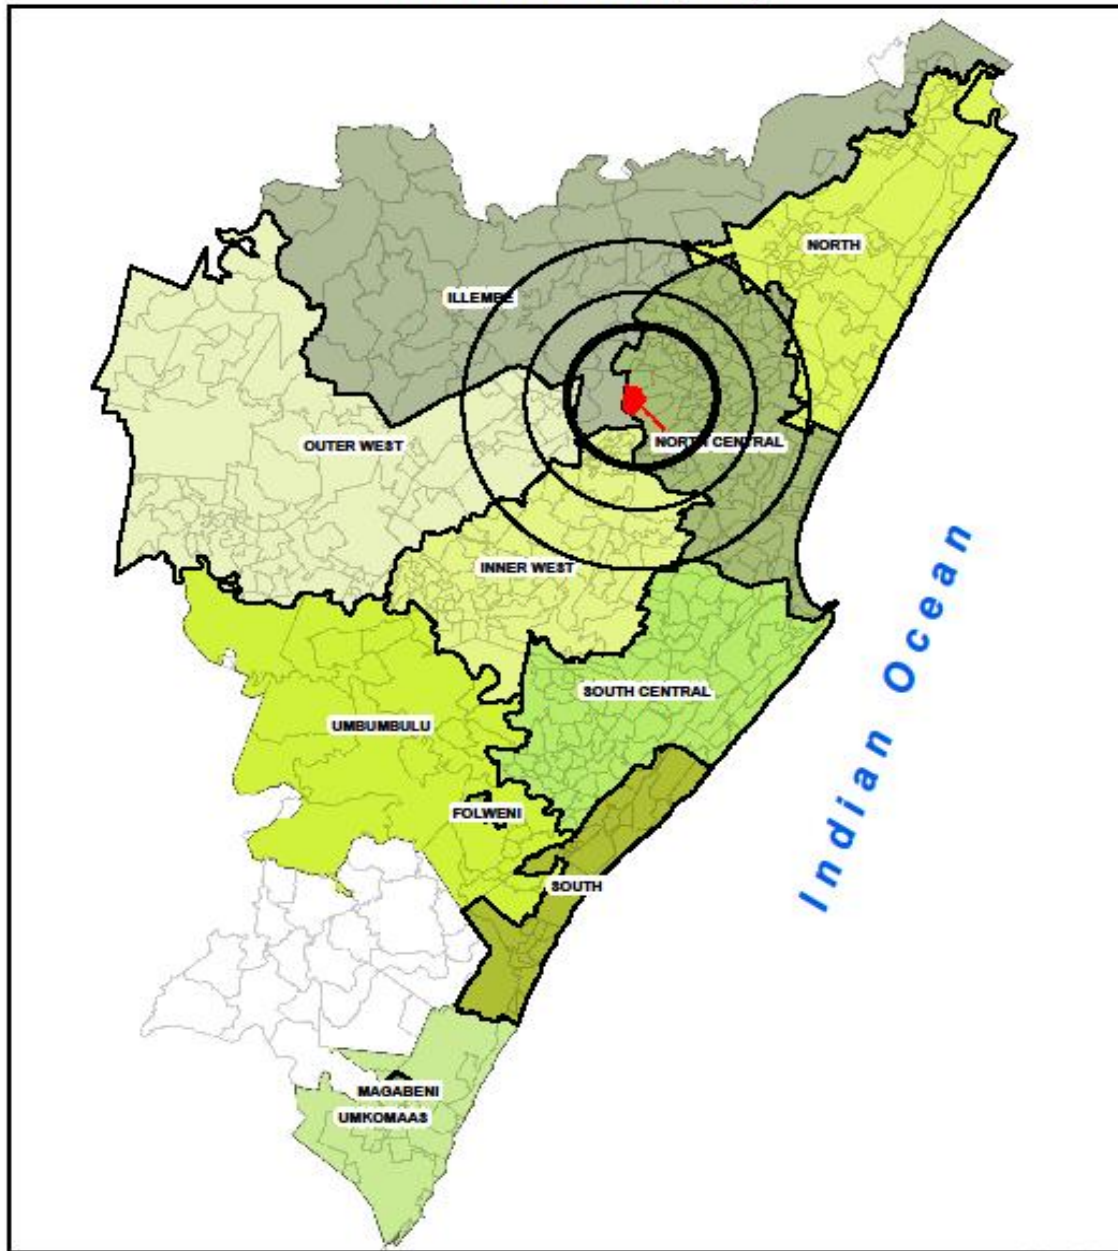 NORTH
ILLEMBE
OUTER WEST
NORTH CENTRAL
INNER WEST
SOUTH CENTRAL
UMBUMBULU
FOLWENI
SOUTH
Indian Ocean
MAGABENI
UMKOMAAS